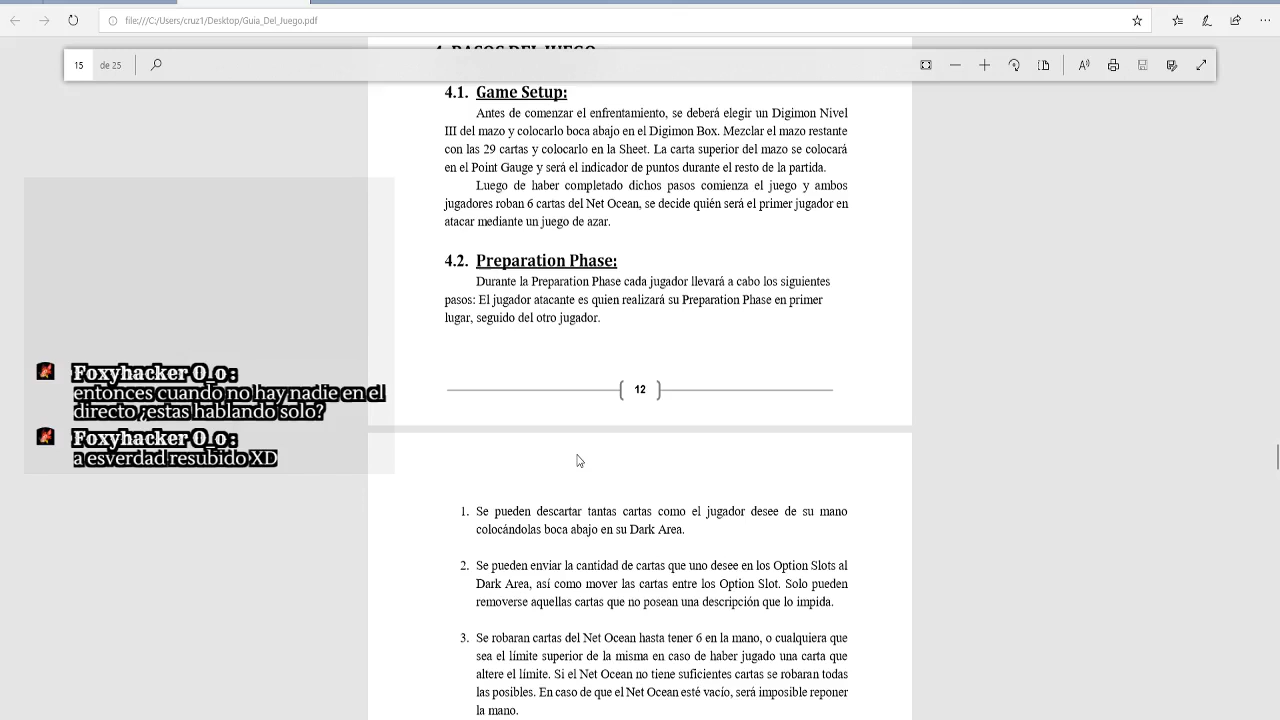 file:///C:/Users/cruz1/Desktop/Guia_Del_Juego.pdf
15 de 25
4. PASOS DEL JUEGO
4.1. Game Setup:
Antes de comenzar el enfrentamiento, se deberá elegir un Digimon Nivel
III del mazo y colocarlo boca abajo en el Digimon Box. Mezclar el mazo restante
con las 29 cartas y colocarlo en la Sheet. La carta superior del mazo se colocará
en el Point Gauge y será el indicador de puntos durante el resto de la partida.
Luego de haber completado dichos pasos comienza el juego y ambos
jugadores roban 6 cartas del Net Ocean, se decide quién será el primer jugador en
atacar mediante un juego de azar.
4.2. Preparation Phase:
Durante la Preparation Phase cada jugador llevará a cabo los siguientes
pasos: El jugador atacante es quien realizará su Preparation Phase en primer
lugar, seguido del otro jugador.
12
Foxyhacker O_o :
entonces cuando no hay nadie en el
directo ¿estas hablando solo?
Foxyhacker O_o :
a esverdad resubido XD
1. Se pueden descartar tantas cartas como el jugador desee de su mano
colocándolas boca abajo en su Dark Area.
2. Se pueden enviar la cantidad de cartas que uno desee en los Option Slots al
Dark Area, así como mover las cartas entre los Option Slot. Solo pueden
removerse aquellas cartas que no posean una descripción que lo impida.
3. Se robaran cartas del Net Ocean hasta tener 6 en la mano, o cualquiera que
sea el límite superior de la misma en caso de haber jugado una carta que
altere el límite. Si el Net Ocean no tiene suficientes cartas se robaran todas
las posibles. En caso de que el Net Ocean esté vacío, será imposible reponer
la mano.